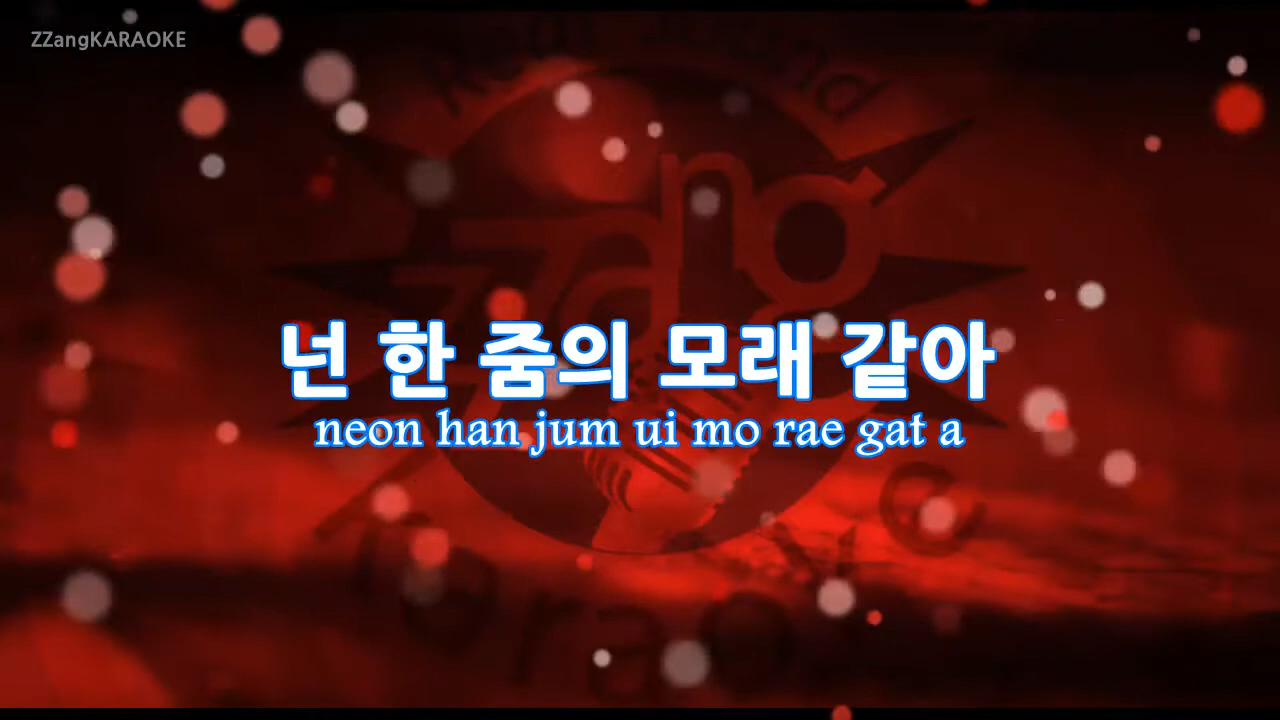 ZZangKARAOKE
넌 한 줌의 모래 같아
neon han jum ui mo rae gat a